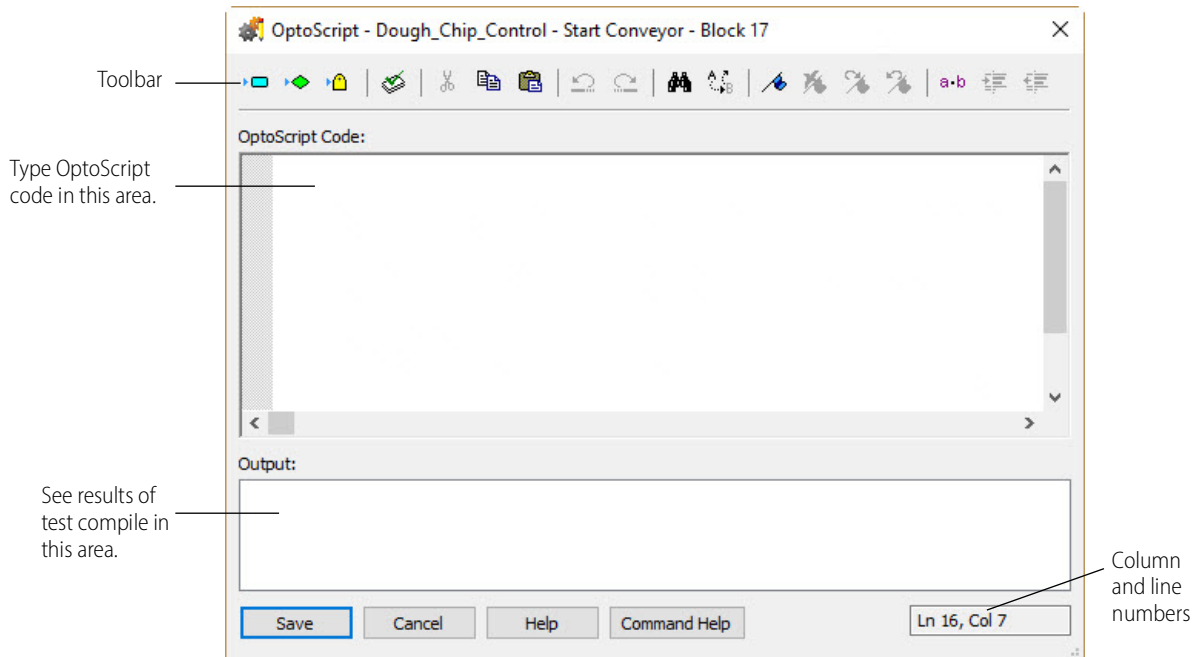 OptoScript - Dough_Chip_Control - Start Conveyor - Block 17
Toolbar
a•b
OptoScript Code:
Type OptoScript
code in this area.
Output:
See results of
test compile in
this area.
Column
and line
numbers
Save
Cancel
Help
Command Help
Ln 16, Col 7